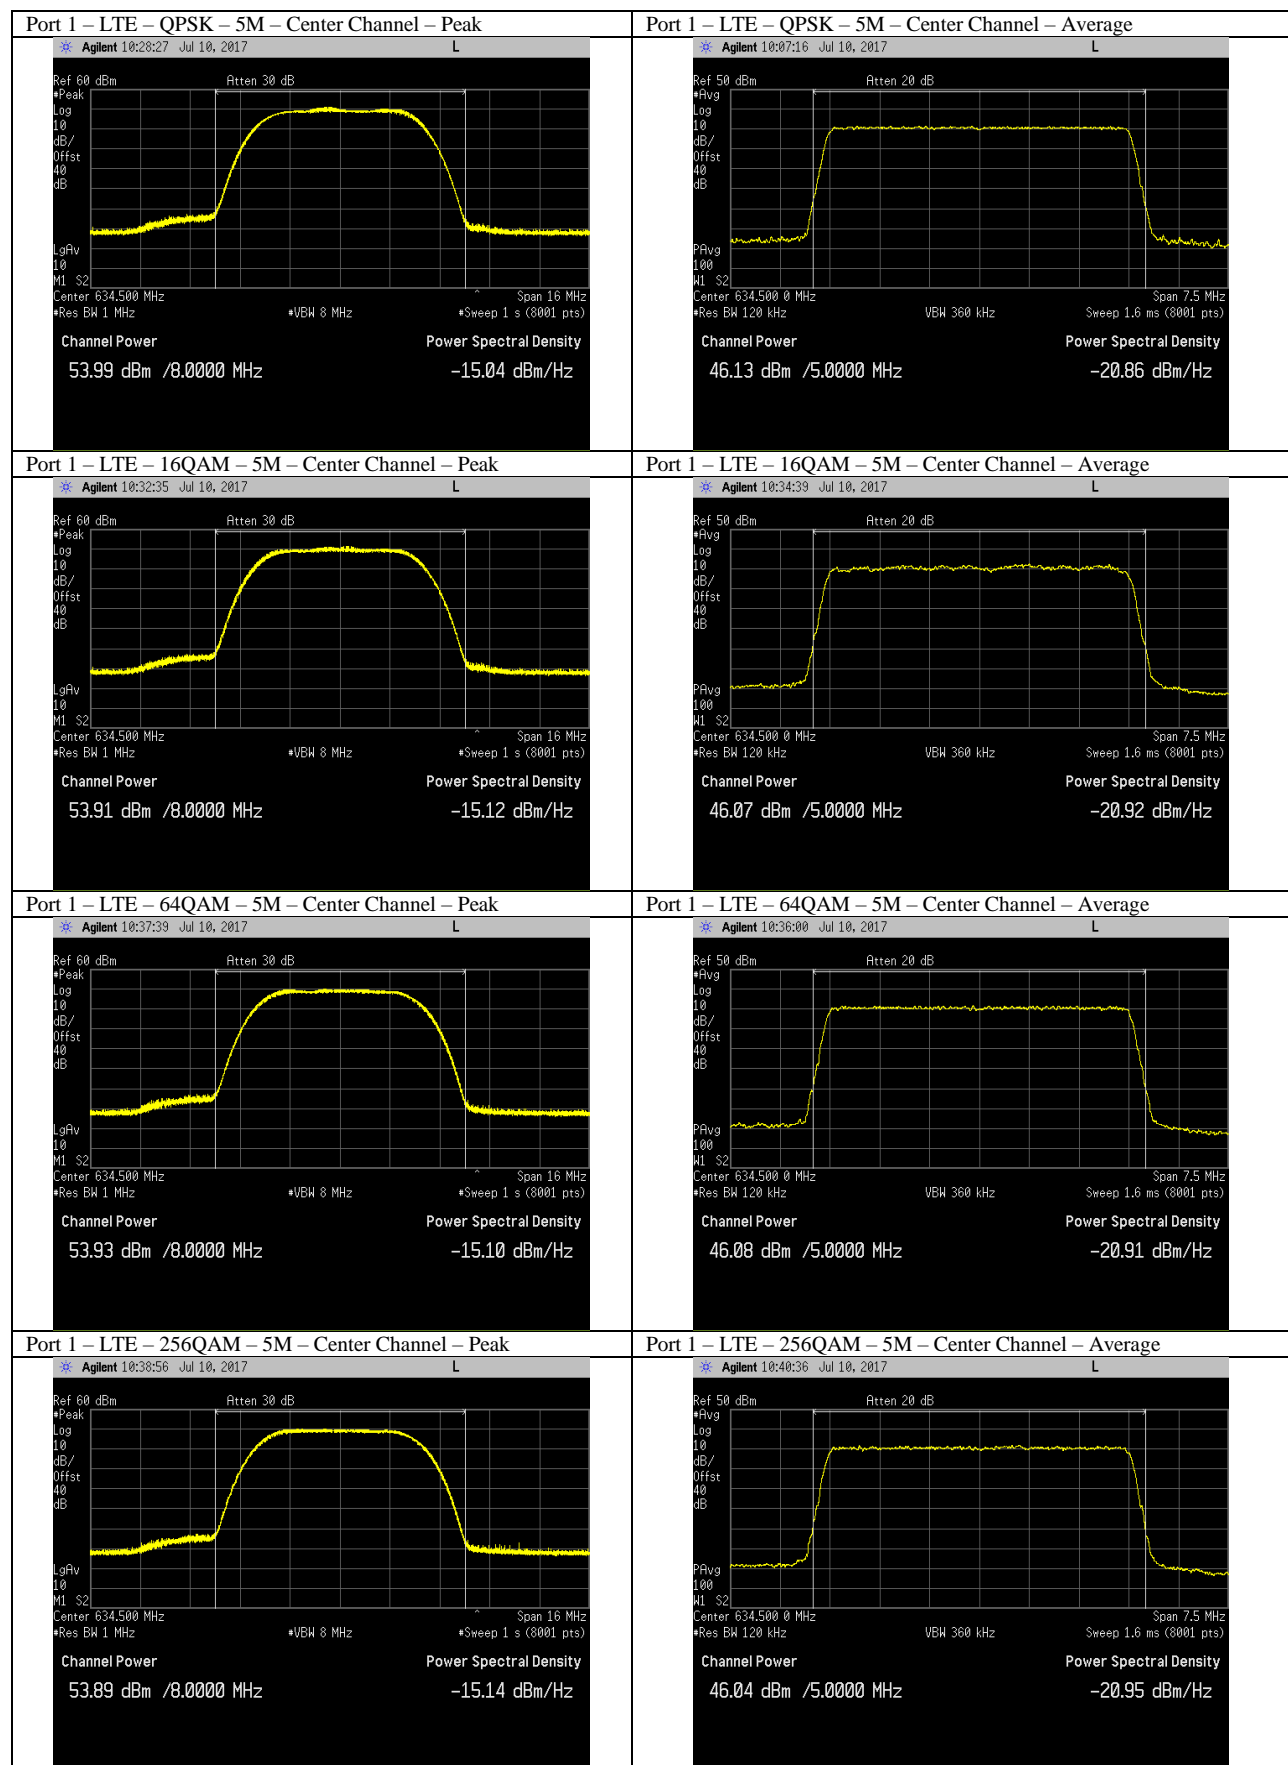 Port 1 – LTE – QPSK – 5M – Center Channel – Peak
Agilent 10:28:27 Jul 10, 2017 L
Ref 60 dBm Atten 30 dB
#Peak
Log
10
dB/
Offst
40
dB
LgAv
10
M1 S2
Center 634.500 MHz Span 16 MHz
#Res BW 1 MHz #VBW 8 MHz #Sweep 1 s (8001 pts)
Channel Power Power Spectral Density
53.99 dBm /8.0000 MHz -15.04 dBm/Hz
Port 1 – LTE – QPSK – 5M – Center Channel – Average
Agilent 10:07:16 Jul 10, 2017 L
Ref 50 dBm Atten 20 dB
#Avg
Log
10
dB/
Offst
40
dB
PAvg
100
W1 S2
Center 634.500 0 MHz Span 7.5 MHz
#Res BW 120 kHz VBW 360 kHz Sweep 1.6 ms (8001 pts)
Channel Power Power Spectral Density
46.13 dBm /5.0000 MHz -20.86 dBm/Hz
Port 1 – LTE – 16QAM – 5M – Center Channel – Peak
Agilent 10:32:35 Jul 10, 2017 L
Ref 60 dBm Atten 30 dB
#Peak
Log
10
dB/
Offst
40
dB
LgAv
10
M1 S2
Center 634.500 MHz Span 16 MHz
#Res BW 1 MHz #VBW 8 MHz #Sweep 1 s (8001 pts)
Channel Power Power Spectral Density
53.91 dBm /8.0000 MHz -15.12 dBm/Hz
Port 1 – LTE – 16QAM – 5M – Center Channel – Average
Agilent 10:34:39 Jul 10, 2017 L
Ref 50 dBm Atten 20 dB
#Avg
Log
10
dB/
Offst
40
dB
PAvg
100
W1 S2
Center 634.500 0 MHz Span 7.5 MHz
#Res BW 120 kHz VBW 360 kHz Sweep 1.6 ms (8001 pts)
Channel Power Power Spectral Density
46.07 dBm /5.0000 MHz -20.92 dBm/Hz
Port 1 – LTE – 64QAM – 5M – Center Channel – Peak
Agilent 10:37:39 Jul 10, 2017 L
Ref 60 dBm Atten 30 dB
#Peak
Log
10
dB/
Offst
40
dB
LgAv
10
M1 S2
Center 634.500 MHz Span 16 MHz
#Res BW 1 MHz #VBW 8 MHz #Sweep 1 s (8001 pts)
Channel Power Power Spectral Density
53.93 dBm /8.0000 MHz -15.10 dBm/Hz
Port 1 – LTE – 64QAM – 5M – Center Channel – Average
Agilent 10:36:00 Jul 10, 2017 L
Ref 50 dBm Atten 20 dB
#Avg
Log
10
dB/
Offst
40
dB
PAvg
100
W1 S2
Center 634.500 0 MHz Span 7.5 MHz
#Res BW 120 kHz VBW 360 kHz Sweep 1.6 ms (8001 pts)
Channel Power Power Spectral Density
46.08 dBm /5.0000 MHz -20.91 dBm/Hz
Port 1 – LTE – 256QAM – 5M – Center Channel – Peak
Agilent 10:38:56 Jul 10, 2017 L
Ref 60 dBm Atten 30 dB
#Peak
Log
10
dB/
Offst
40
dB
LgAv
10
M1 S2
Center 634.500 MHz Span 16 MHz
#Res BW 1 MHz #VBW 8 MHz #Sweep 1 s (8001 pts)
Channel Power Power Spectral Density
53.89 dBm /8.0000 MHz -15.14 dBm/Hz
Port 1 – LTE – 256QAM – 5M – Center Channel – Average
Agilent 10:40:36 Jul 10, 2017 L
Ref 50 dBm Atten 20 dB
#Avg
Log
10
dB/
Offst
40
dB
PAvg
100
W1 S2
Center 634.500 0 MHz Span 7.5 MHz
#Res BW 120 kHz VBW 360 kHz Sweep 1.6 ms (8001 pts)
Channel Power Power Spectral Density
46.04 dBm /5.0000 MHz -20.95 dBm/Hz